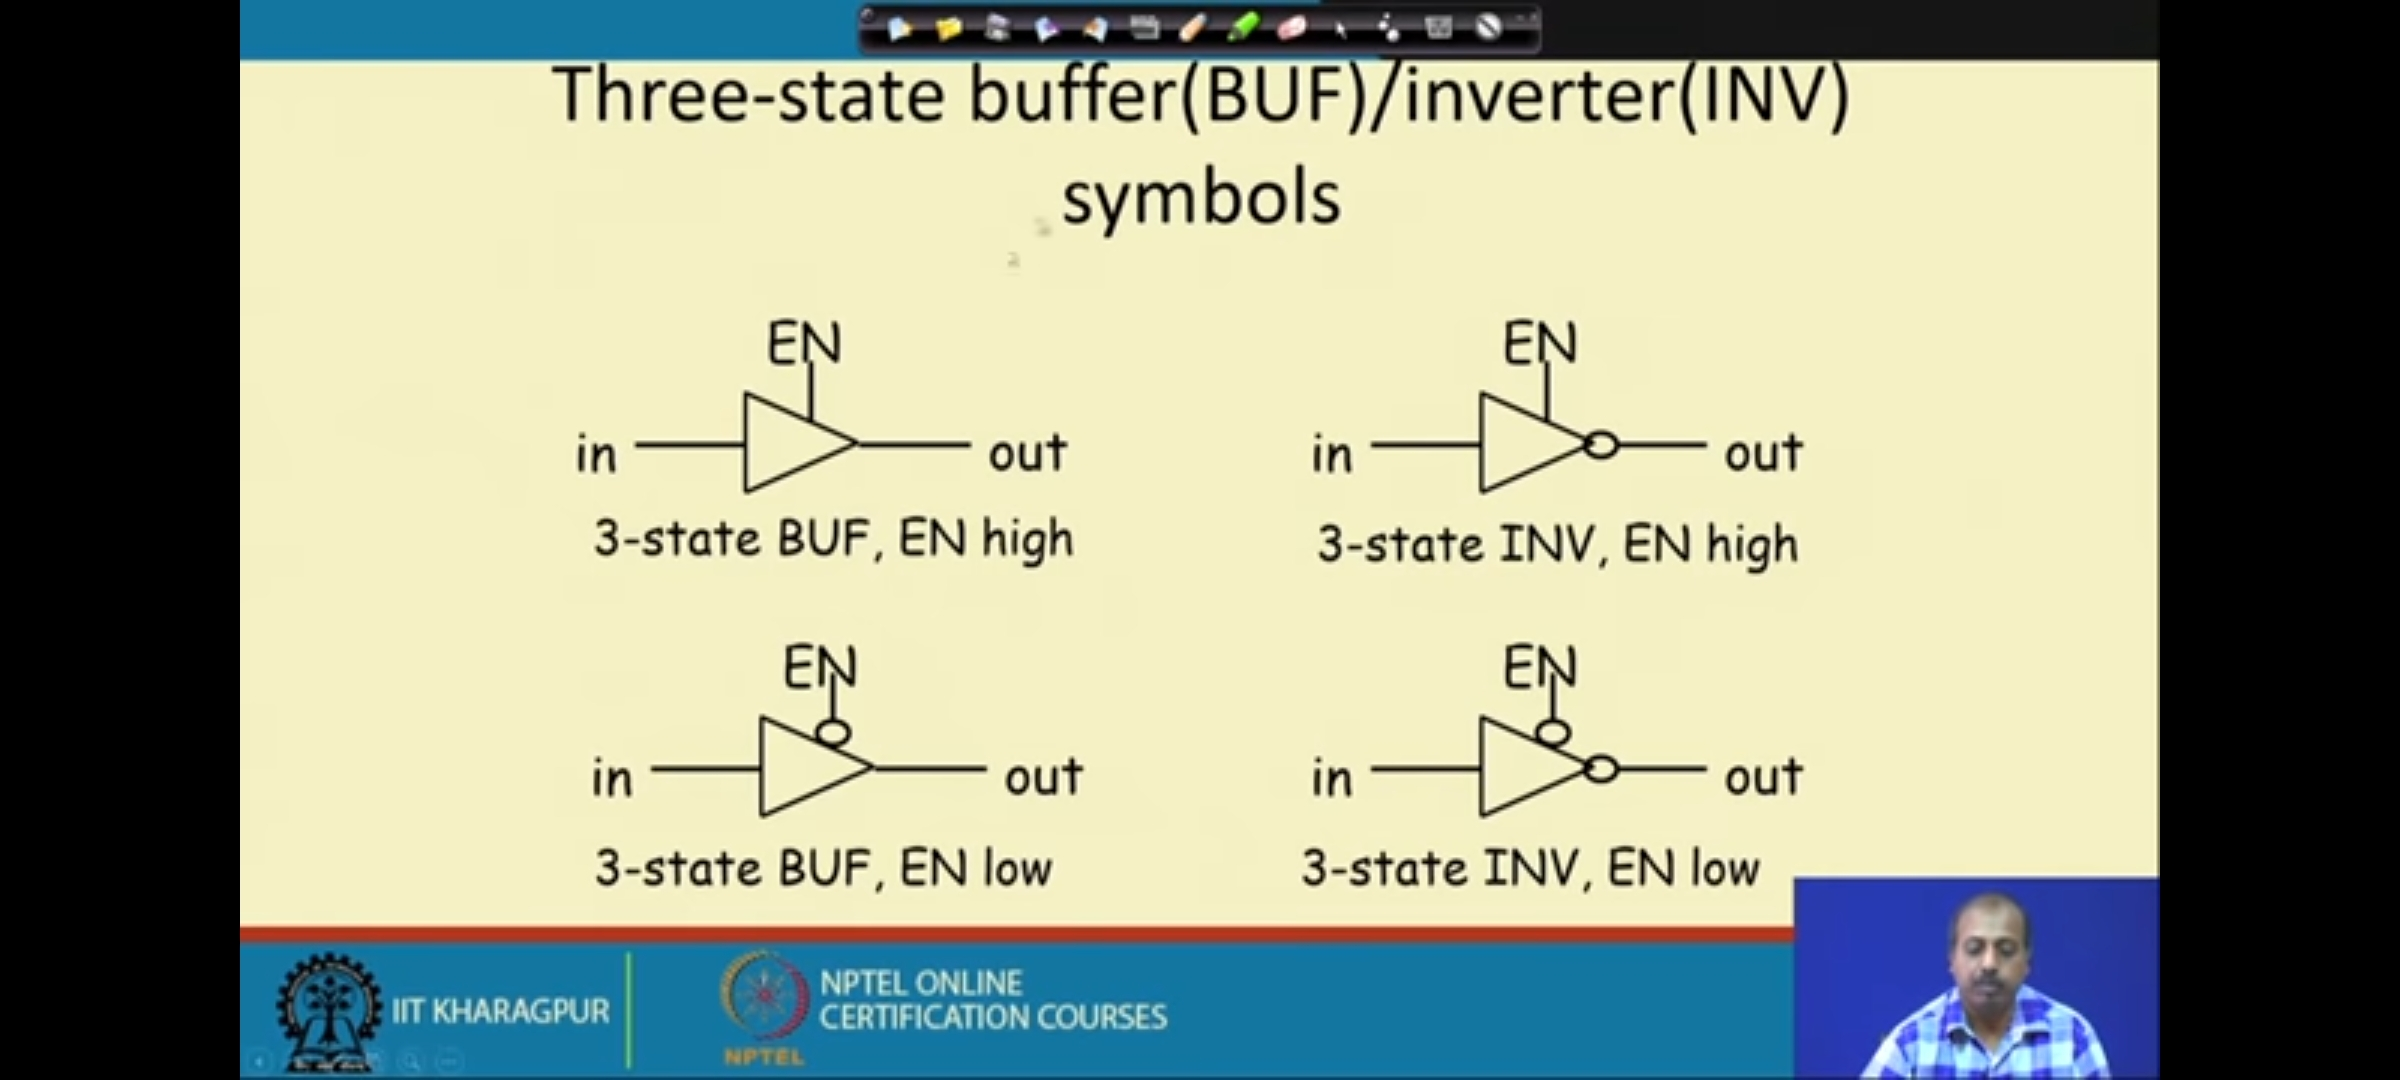 Three-state buffer(BUF)/inverter(INV)
symbols
EN
in
out
3-state BUF, EN high
EN
in
out
3-state INV, EN high
EN
in
out
3-state BUF, EN low
EN
in
out
3-state INV, EN low
IIT KHARAGPUR
NPTEL
NPTEL ONLINE
CERTIFICATION COURSES